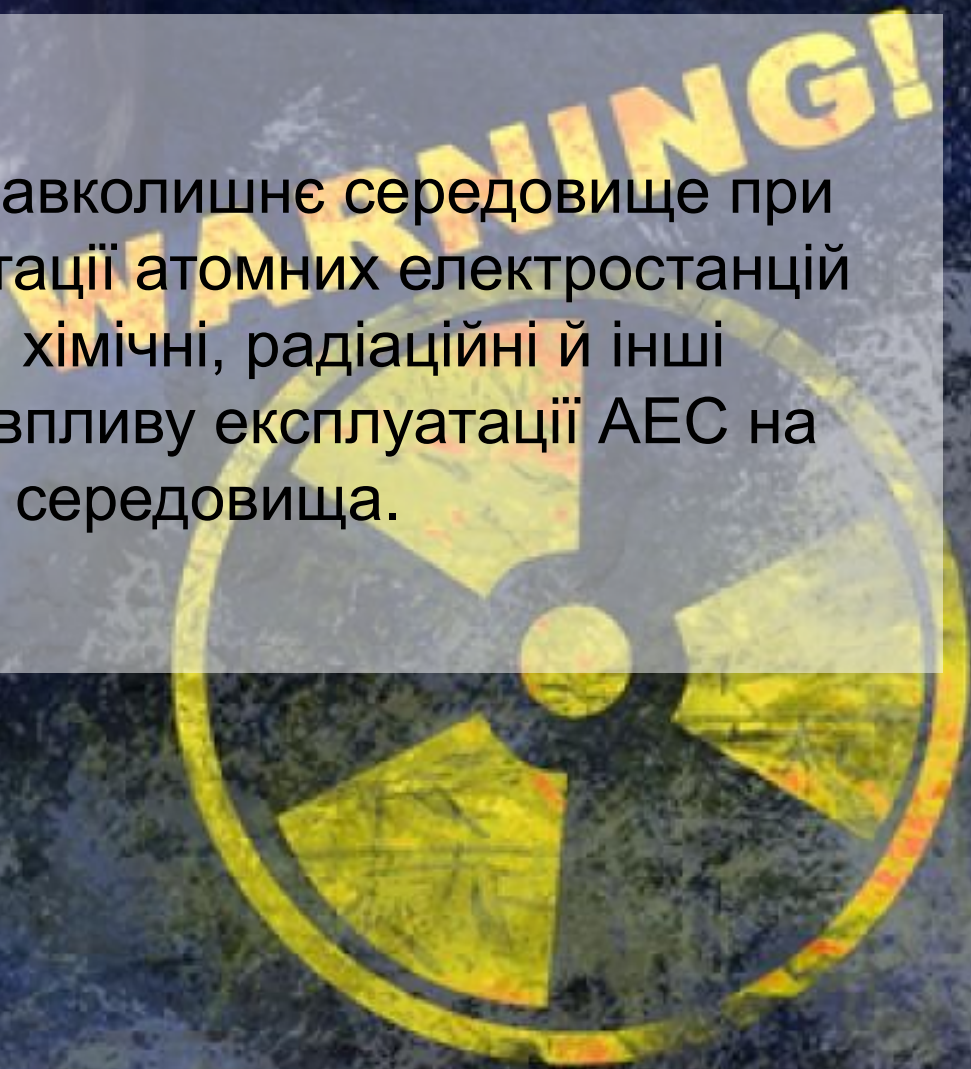 WARNING!
авколишнє середовище при
тації атомних електростанцій
хімічні, радіаційні й інші
впливу експлуатації АЕС на
середовища.